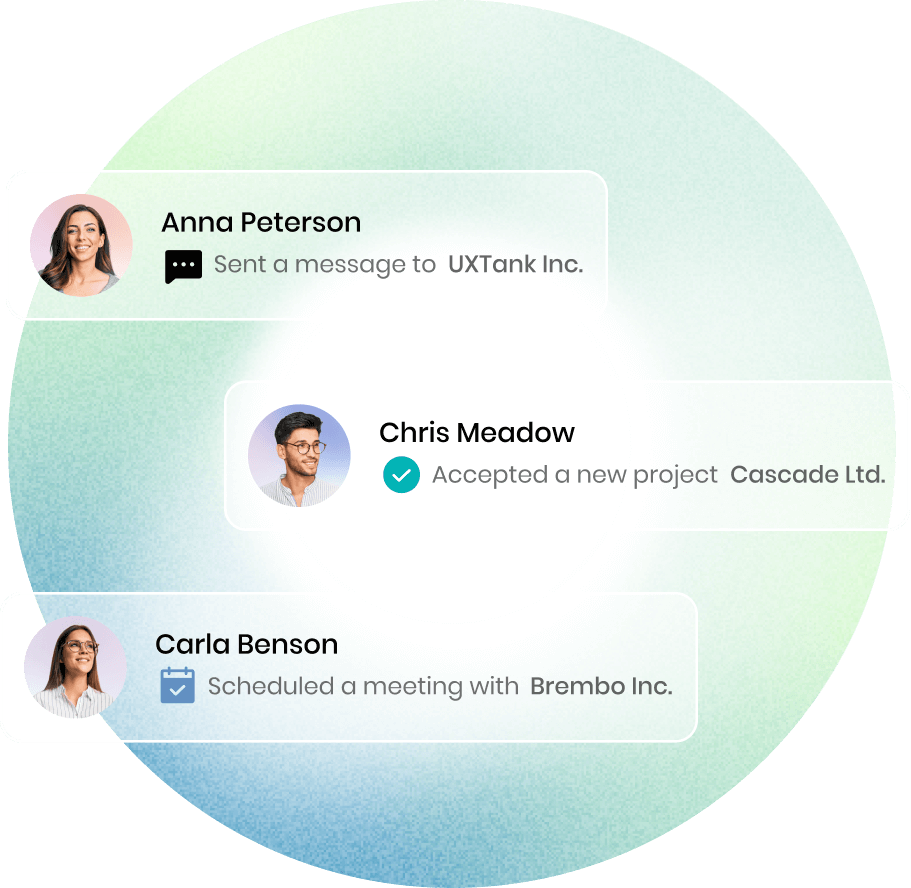 Anna Peterson
Sent a message to UXTank Inc.
Chris Meadow
Accepted a new project Cascade Ltd.
Carla Benson
Scheduled a meeting with Brembo Inc.